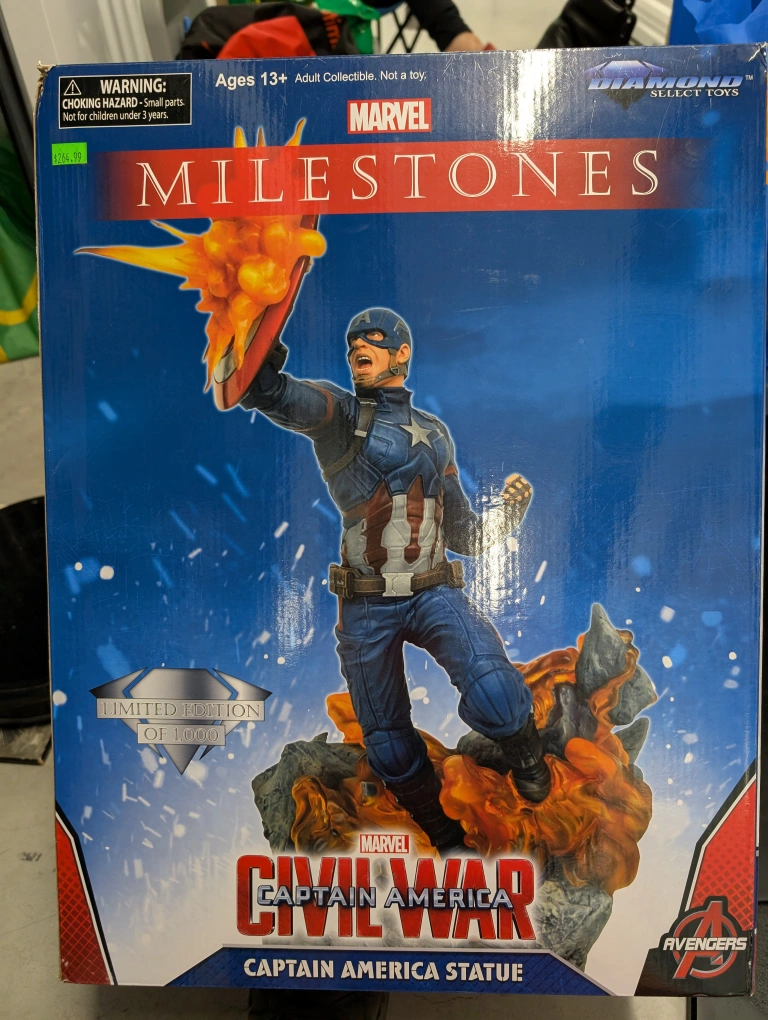 WARNING:
CHOKING HAZARD - Small parts.
Not for children under 3 years.
Ages 13+ Adult Collectible. Not a toy.
DIAMOND™
SELECT TOYS
MARVEL
$264.99
MILESTONES
A
LIMITED EDITION
OF 1,000
MARVEL
CIVIL WAR
CAPTAIN AMERICA
AVENGERS
CAPTAIN AMERICA STATUE